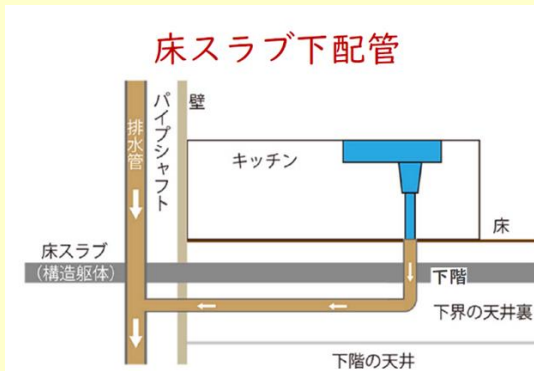 床スラブ下配管
壁
パイプシャフト
排水管
キッチン
床
床スラブ
(構造躯体)
下階
下界の天井裏
下階の天井